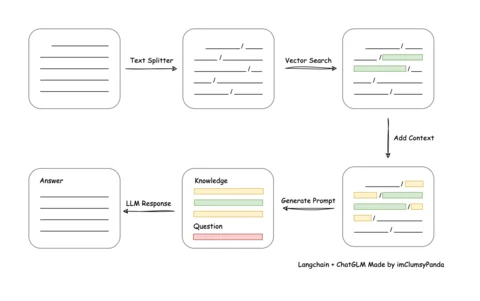 Text Splitter
Vector Search
Add Context
Answer
LLM Response
Knowledge
Question
Generate Prompt
Langchain + ChatGLM Made by imClumsyPanda